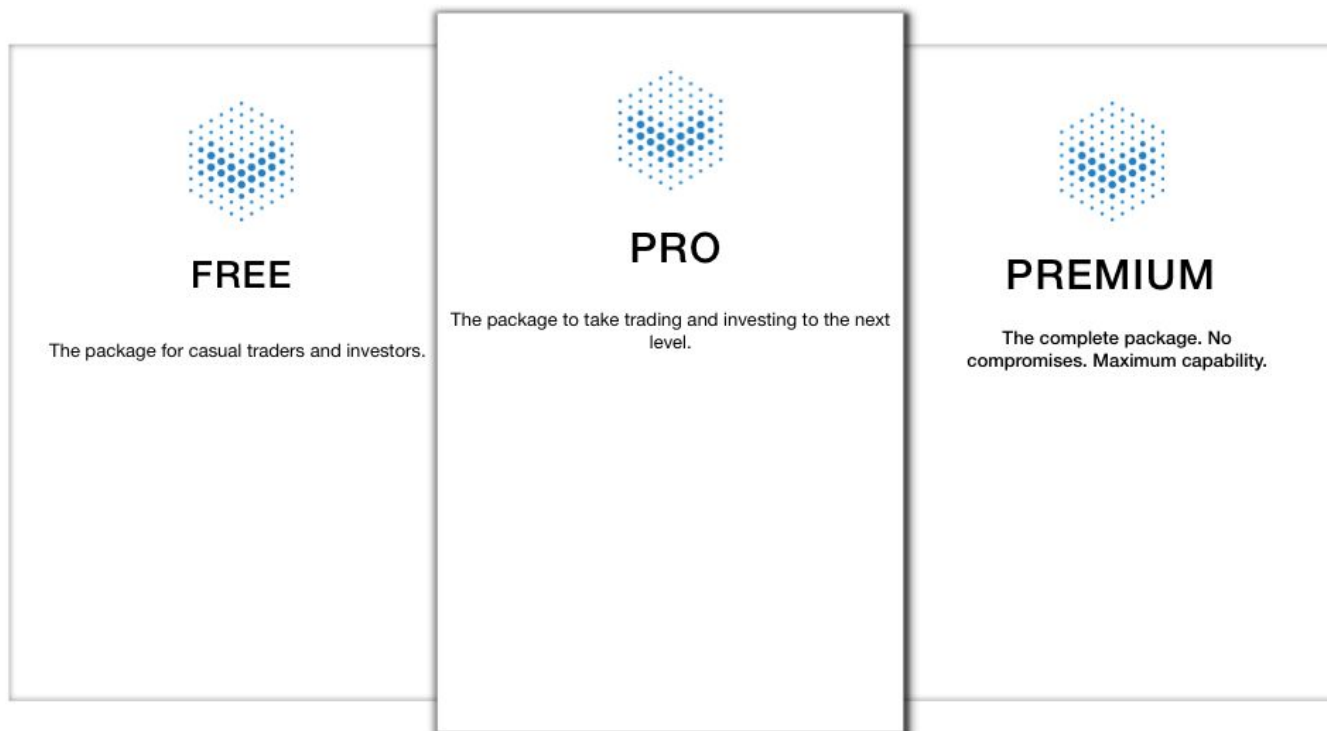 FREE
The package for casual traders and investors.
PRO
The package to take trading and investing to the next
level.
PREMIUM
The complete package. No
compromises. Maximum capability.